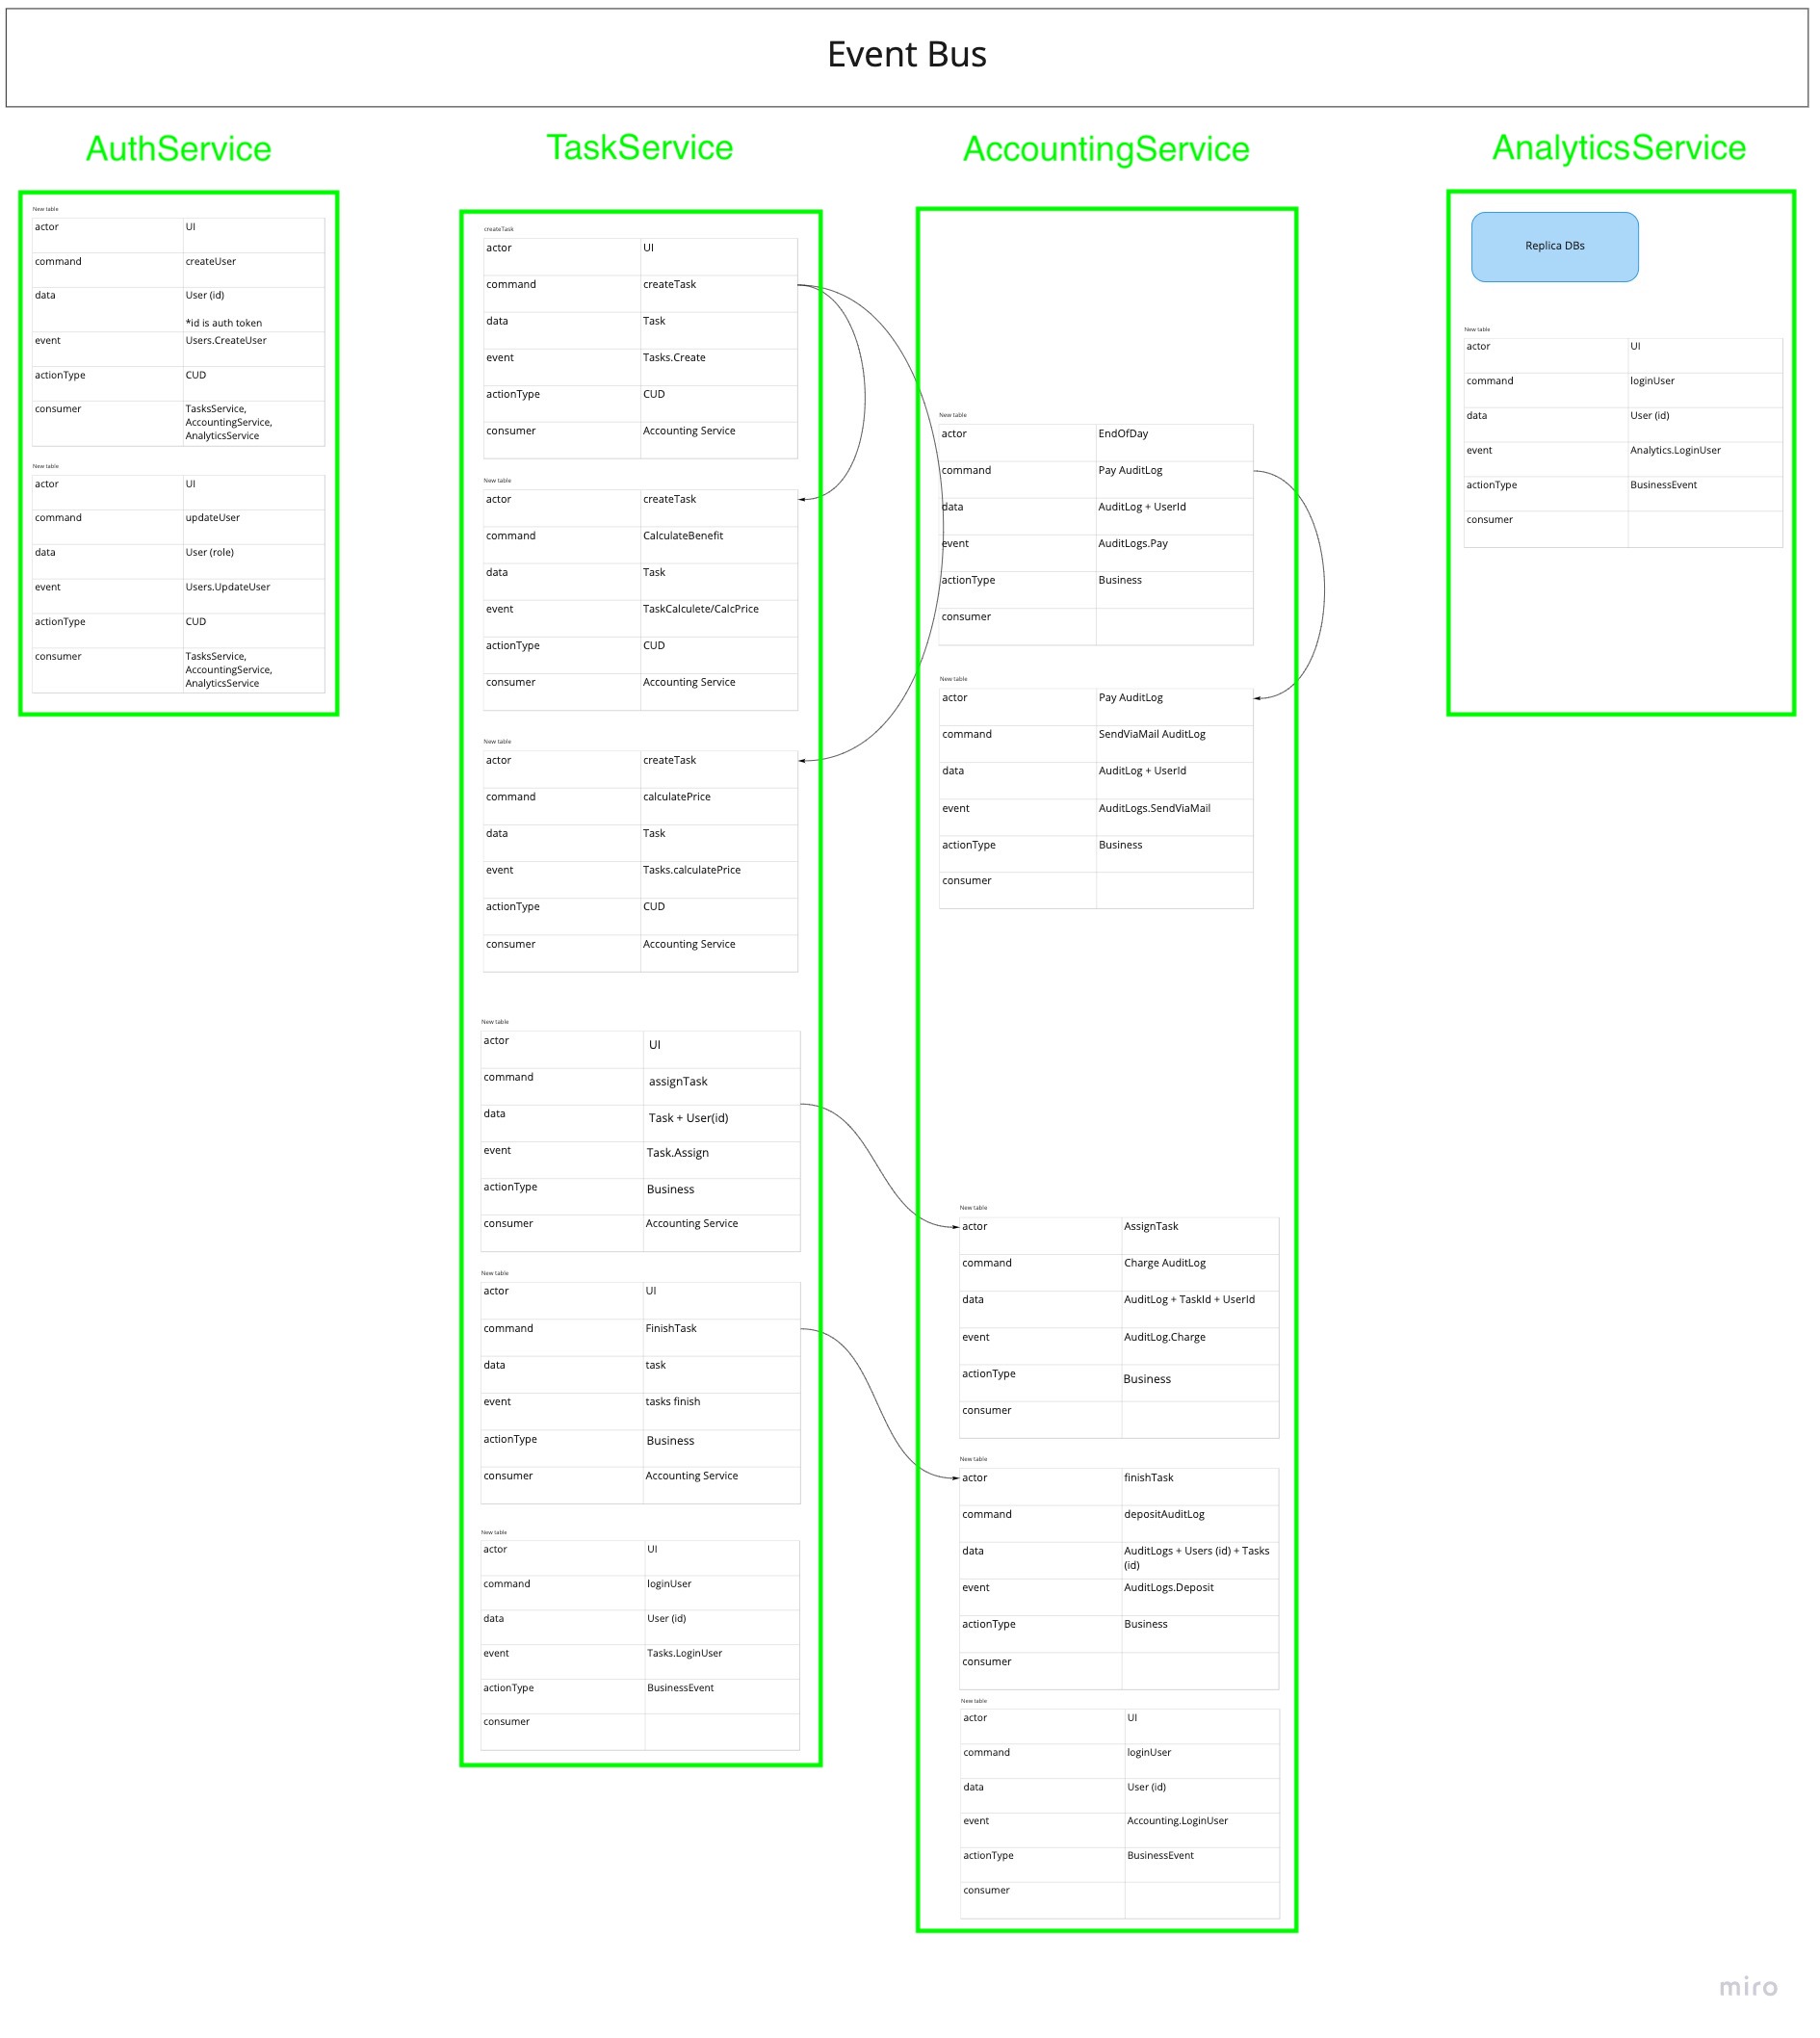 Event Bus
AuthService
New table
actor UI
command createUser
data User (id)
*id is auth token
event Users.CreateUser
actionType CUD
consumer TasksService,
AccountingService,
AnalyticsService
New table
actor UI
command updateUser
data User (role)
event Users.UpdateUser
actionType CUD
consumer TasksService,
AccountingService,
AnalyticsService
TaskService
createTask
actor UI
command createTask
data Task
event Tasks.Create
actionType CUD
consumer Accounting Service
New table
actor createTask
command CalculateBenefit
data Task
event TaskCalculete/CalcPrice
actionType CUD
consumer Accounting Service
New table
actor createTask
command calculatePrice
data Task
event Tasks.calculatePrice
actionType CUD
consumer Accounting Service
New table
actor UI
command assignTask
data Task + User(id)
event Task.Assign
actionType Business
consumer Accounting Service
New table
actor UI
command FinishTask
data task
event tasks finish
actionType Business
consumer Accounting Service
New table
actor UI
command loginUser
data User (id)
event Tasks.LoginUser
actionType BusinessEvent
consumer
AccountingService
New table
actor EndOfDay
command Pay AuditLog
data AuditLog + UserId
event AuditLogs.Pay
actionType Business
consumer
New table
actor Pay AuditLog
command SendViaMail AuditLog
data AuditLog + UserId
event AuditLogs.SendViaMail
actionType Business
consumer
New table
actor AssignTask
command Charge AuditLog
data AuditLog + TaskId + UserId
event AuditLog.Charge
actionType Business
consumer
New table
actor finishTask
command depositAuditLog
data AuditLogs + Users (id) + Tasks
(id)
event AuditLogs.Deposit
actionType Business
consumer
New table
actor UI
command loginUser
data User (id)
event Accounting.LoginUser
actionType BusinessEvent
consumer
AnalyticsService
Replica DBs
New table
actor UI
command loginUser
data User (id)
event Analytics.LoginUser
actionType BusinessEvent
consumer
miro